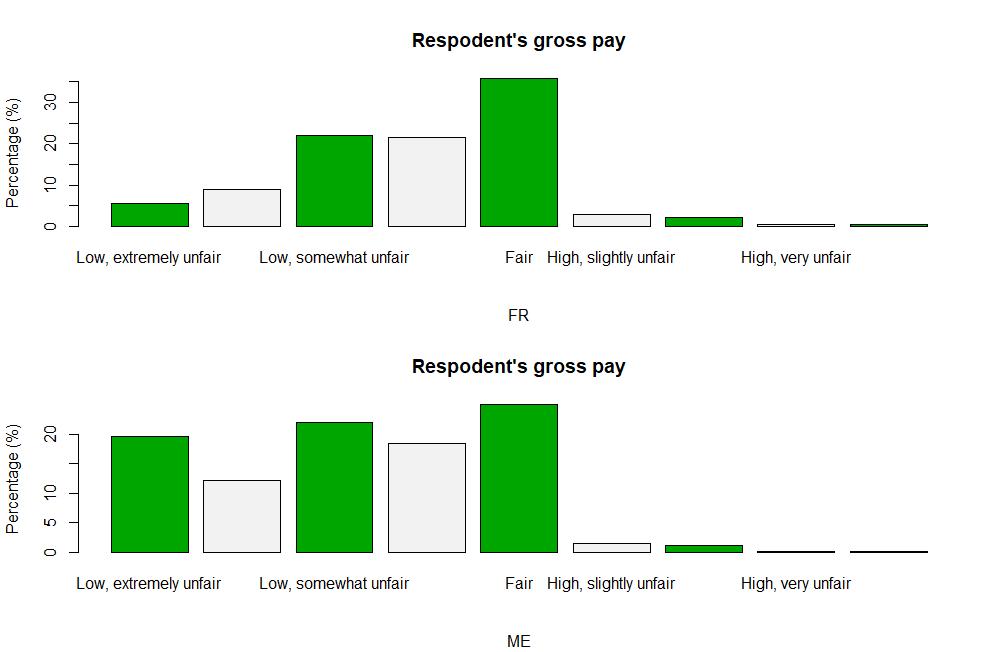 Respodent's gross pay
Percentage (%)
30
20
10
0
Low, extremely unfair Low, somewhat unfair Fair High, slightly unfair High, very unfair
FR
Respodent's gross pay
Percentage (%)
20
10
5
0
Low, extremely unfair Low, somewhat unfair Fair High, slightly unfair High, very unfair
ME